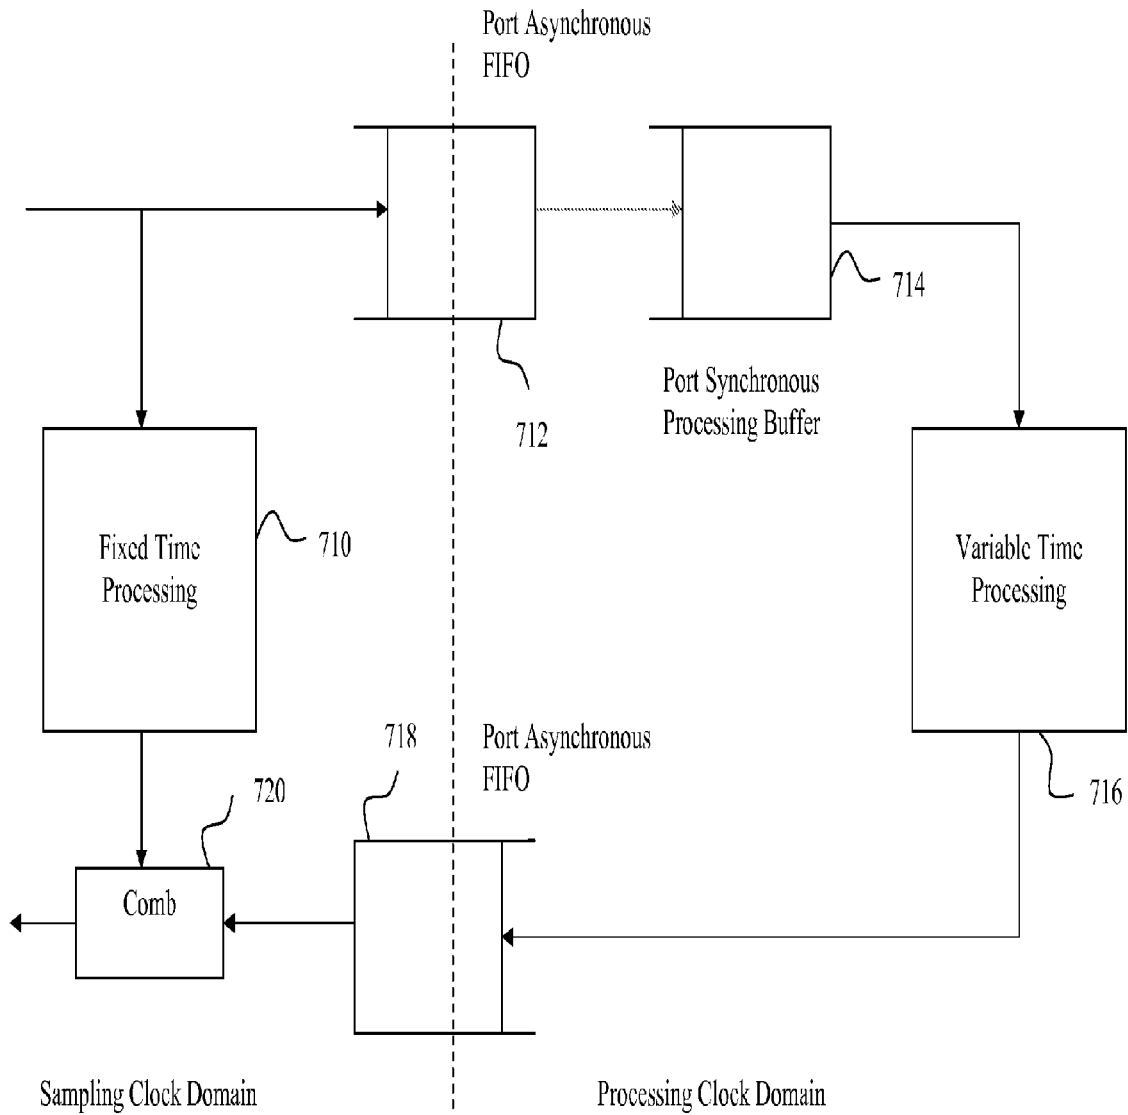 Port Asynchronous
FIFO
714
Port Synchronous
Processing Buffer
712
Fixed Time
Processing
710
Variable Time
Processing
718
Port Asynchronous
FIFO
720
716
Comb
Sampling Clock Domain
Processing Clock Domain